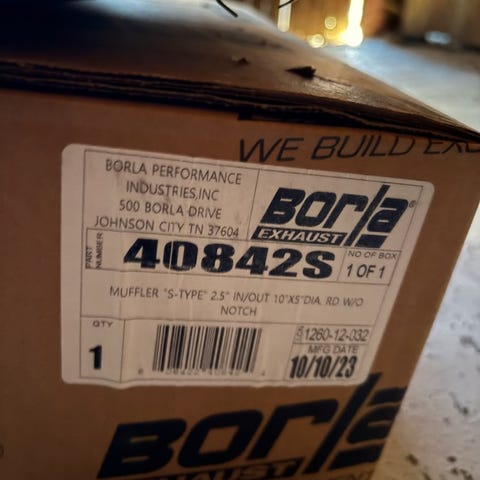 WE BUILD EXC
BORLA PERFORMANCE
INDUSTRIES,INC
500 BORLA DRIVE
JOHNSON CITY TN 37604
Borla®
EXHAUST
PART NUMBER
40842S
NO OF BOX
1 OF 1
MUFFLER "S-TYPE" 2.5" IN/OUT 10"X5"DIA. RD W/O
NOTCH
QTY
1
1260-12-032
MFG DATE
10/10/23
Borla
EXHAUST